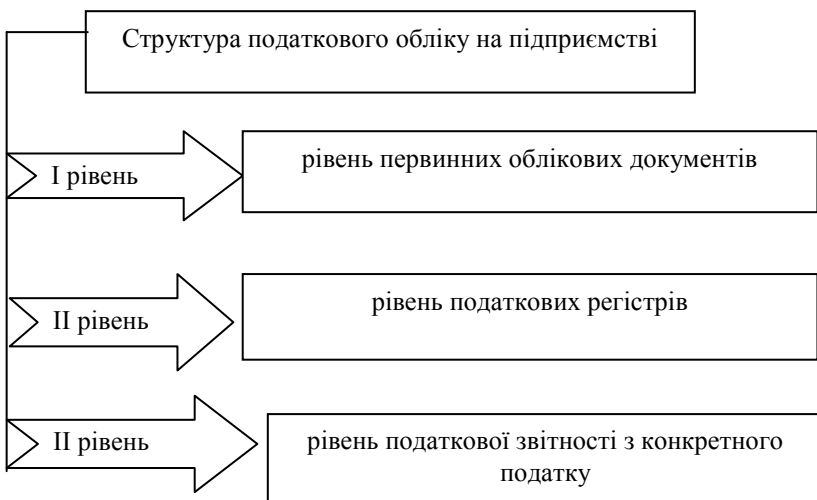 Структура податкового обліку на підприємстві
І рівень
рівень первинних облікових документів
ІІ рівень
рівень податкових регістрів
ІІ рівень
рівень податкової звітності з конкретного
податку